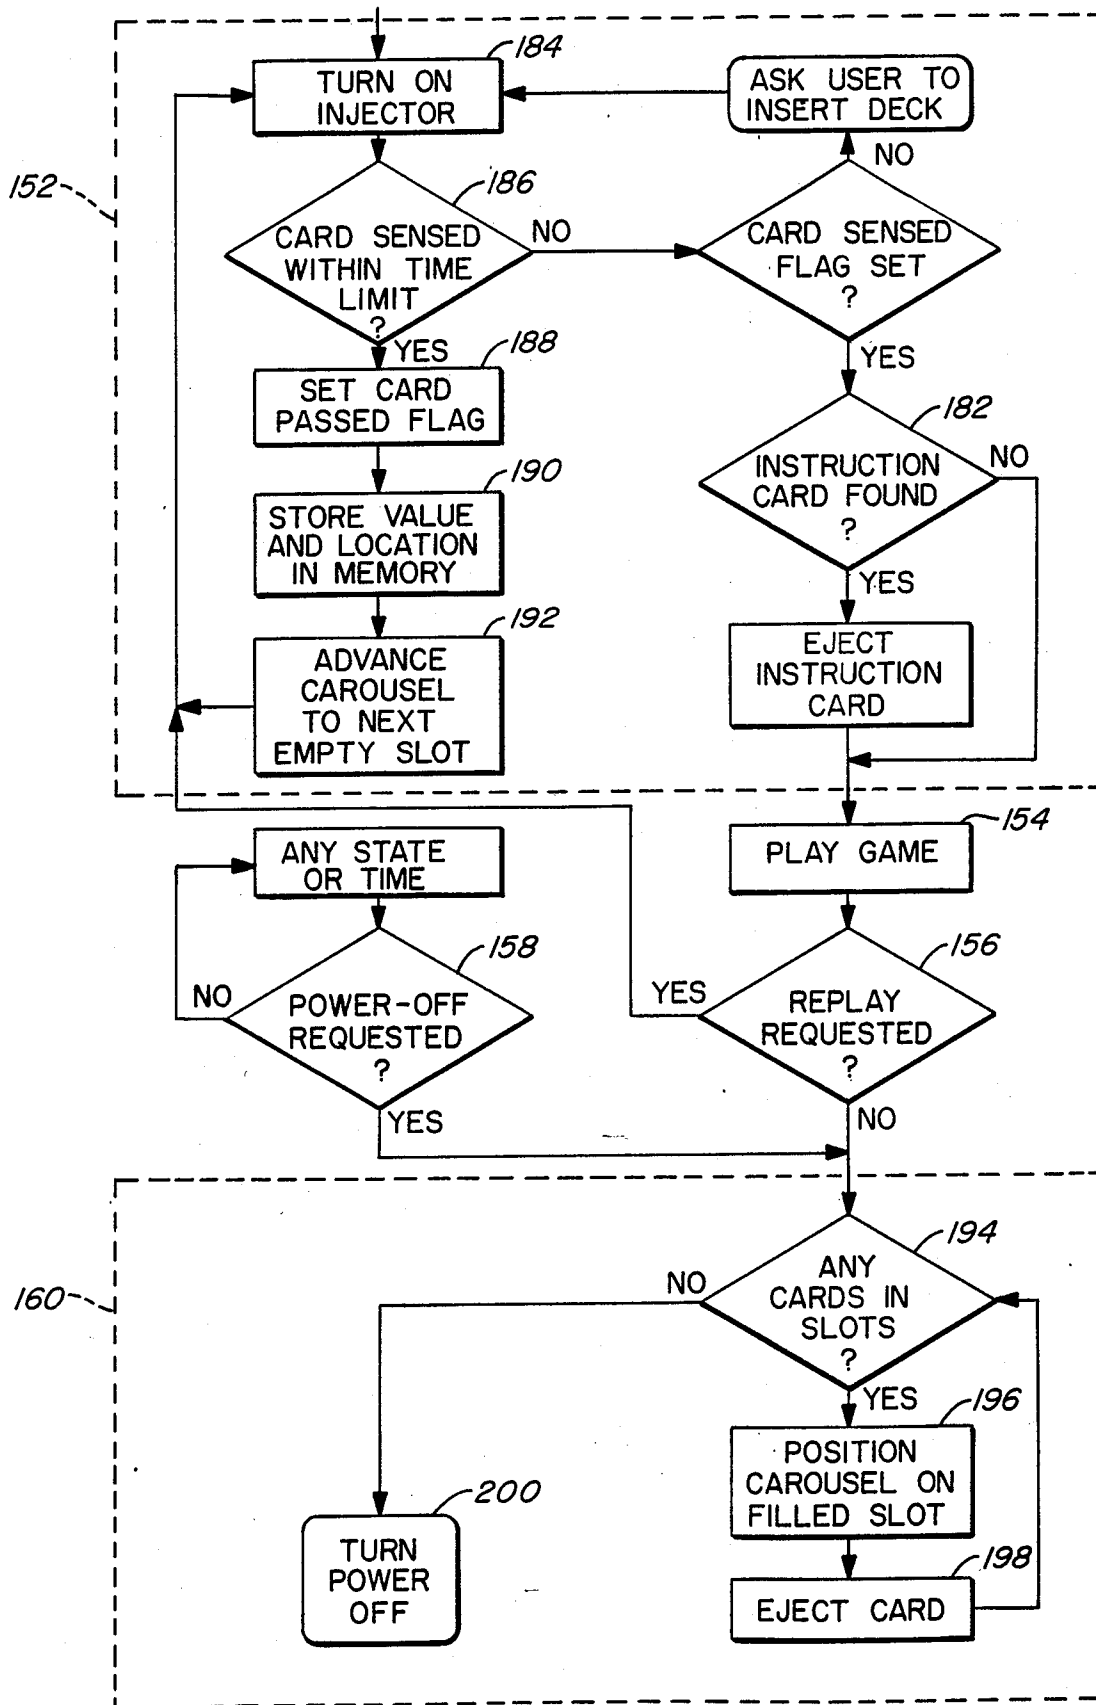 184
TURN ON
INJECTOR
ASK USER TO
INSERT DECK
NO
152
186
CARD SENSED
WITHIN TIME
LIMIT
?
NO
CARD SENSED
FLAG SET
?
YES
188
YES
SET CARD
PASSED FLAG
182
INSTRUCTION
CARD FOUND
?
NO
190
STORE VALUE
AND LOCATION
IN MEMORY
YES
192
ADVANCE
CAROUSEL
TO NEXT
EMPTY SLOT
EJECT
INSTRUCTION
CARD
154
PLAY GAME
ANY STATE
OR TIME
158
NO
POWER-OFF
REQUESTED
?
YES
156
YES
REPLAY
REQUESTED
?
NO
160
194
NO
ANY
CARDS IN
SLOTS
?
YES
196
POSITION
CAROUSEL ON
FILLED SLOT
200
TURN
POWER
OFF
198
EJECT CARD